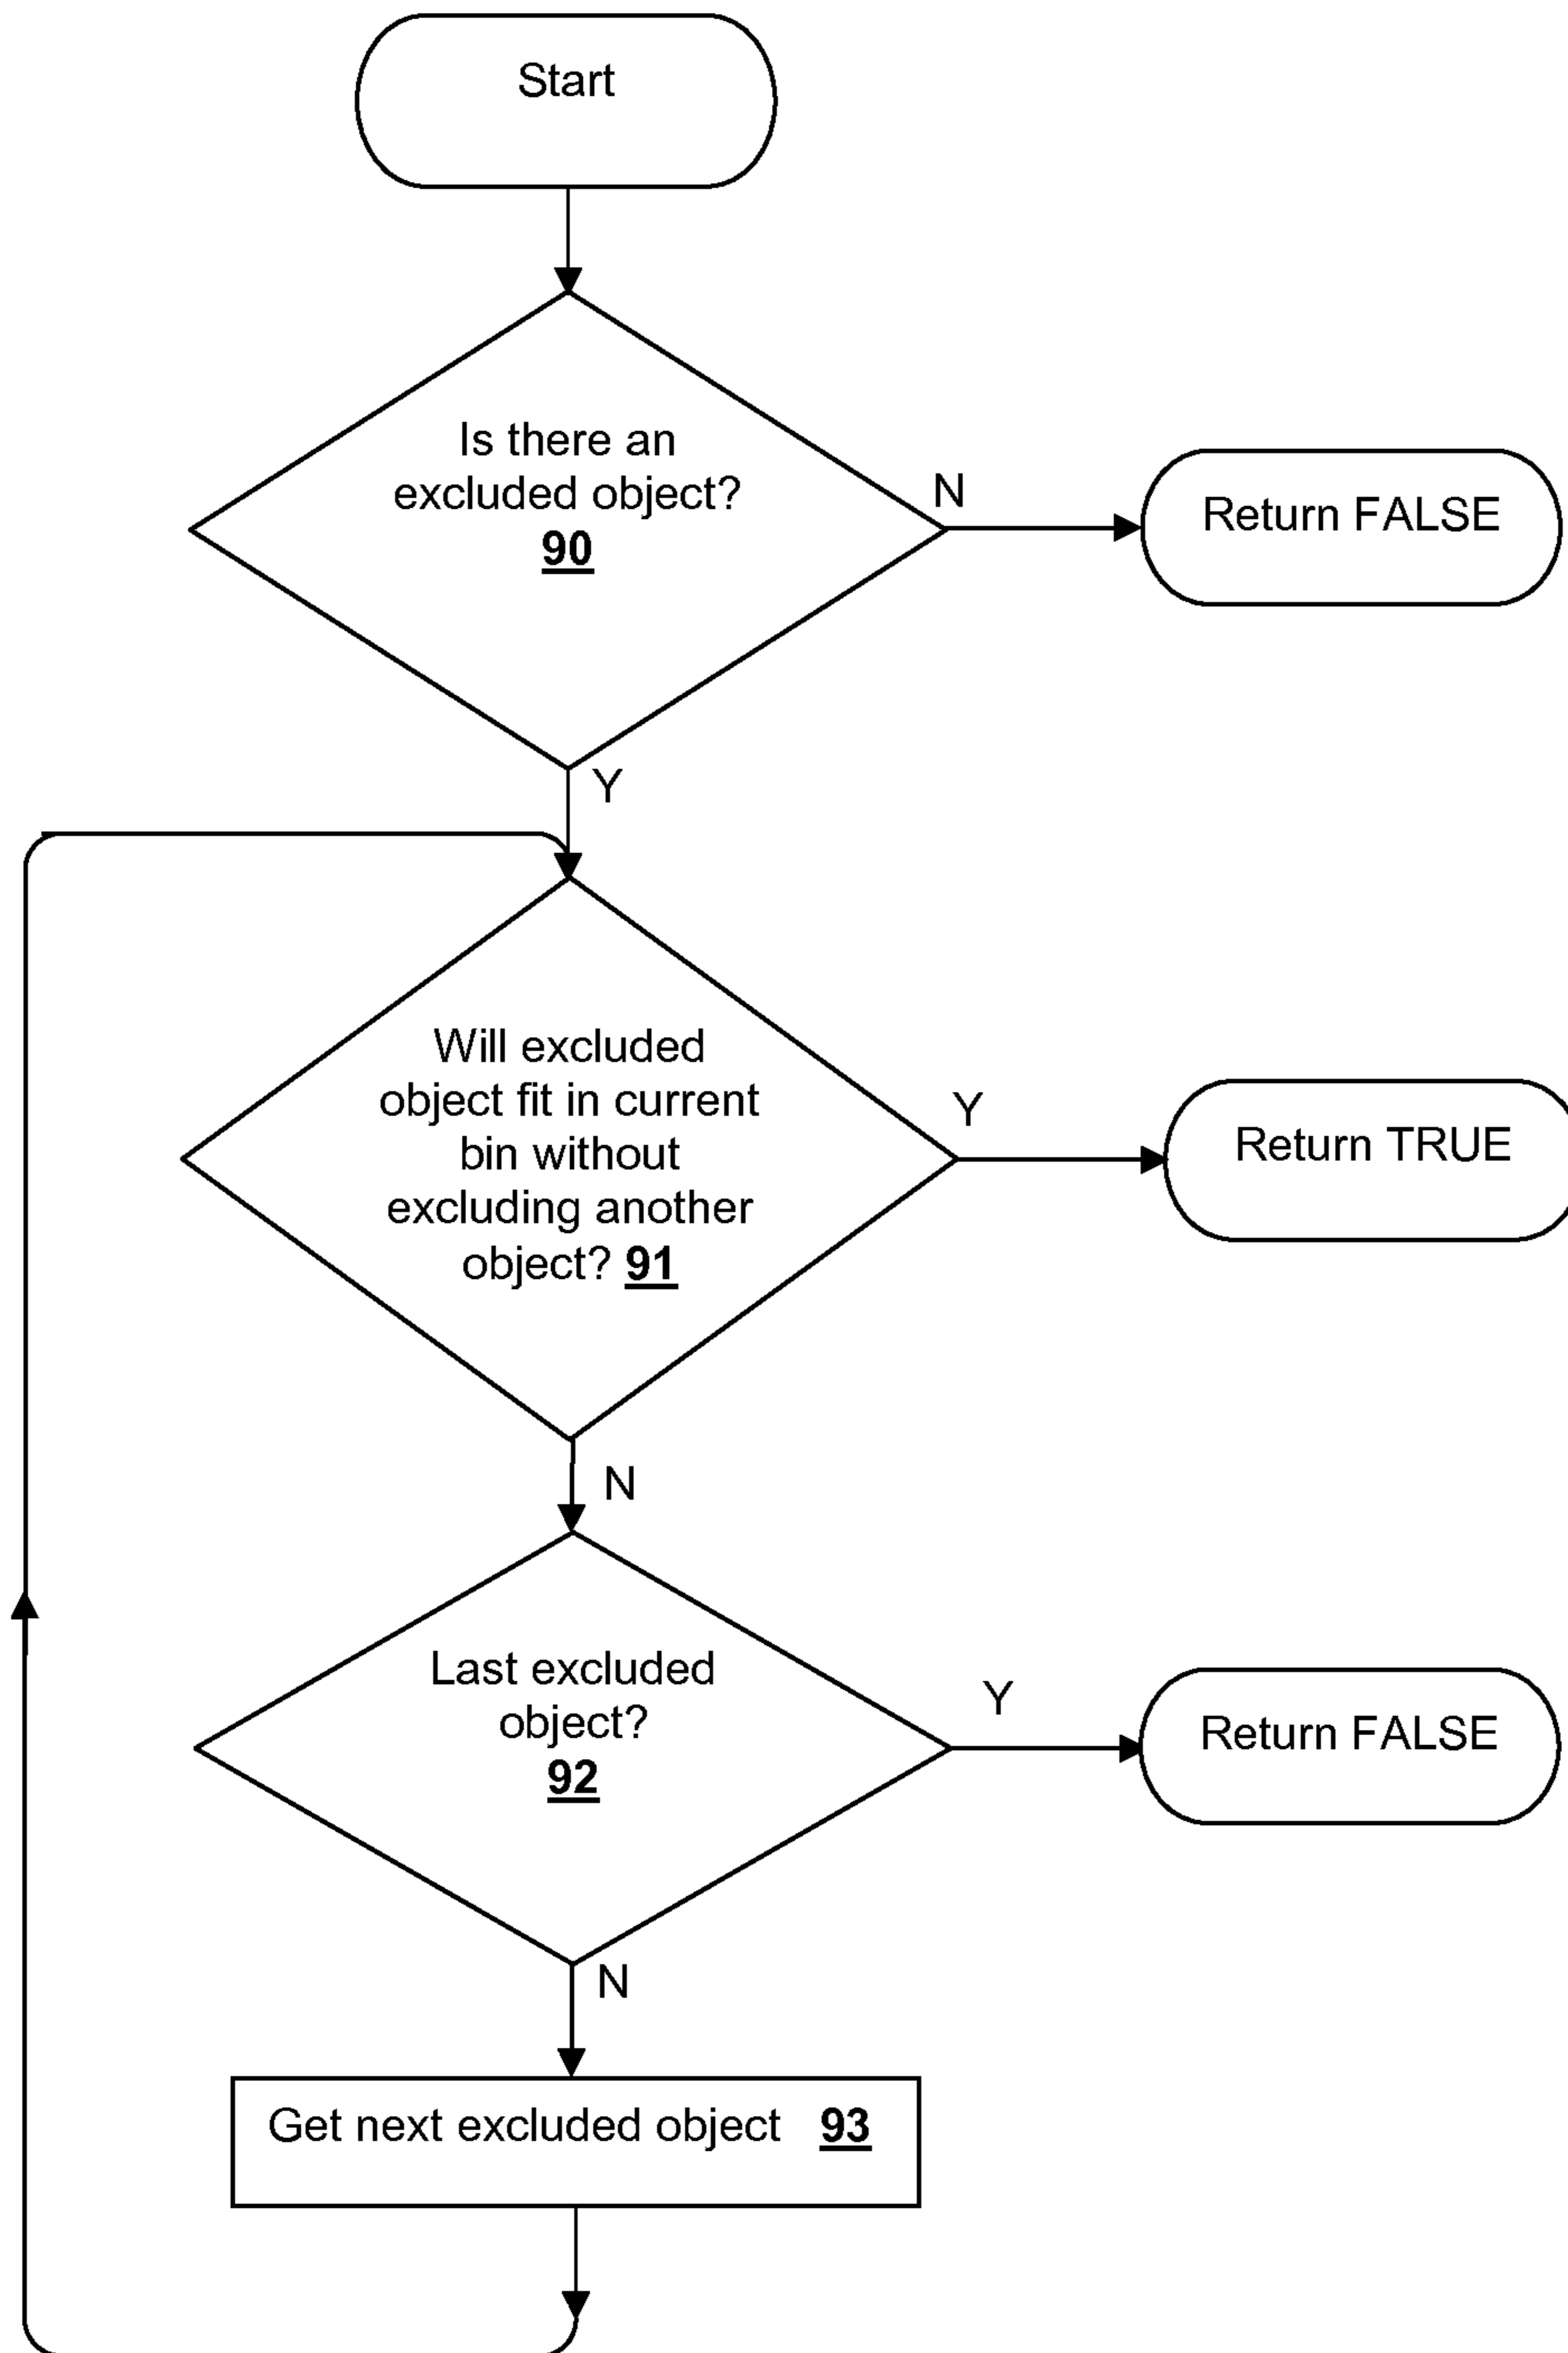 Start
Is there an
excluded object?
90
N
Return FALSE
Y
Will excluded
object fit in current
bin without
excluding another
object? 91
Y
Return TRUE
N
Last excluded
object?
92
Y
Return FALSE
N
Get next excluded object 93